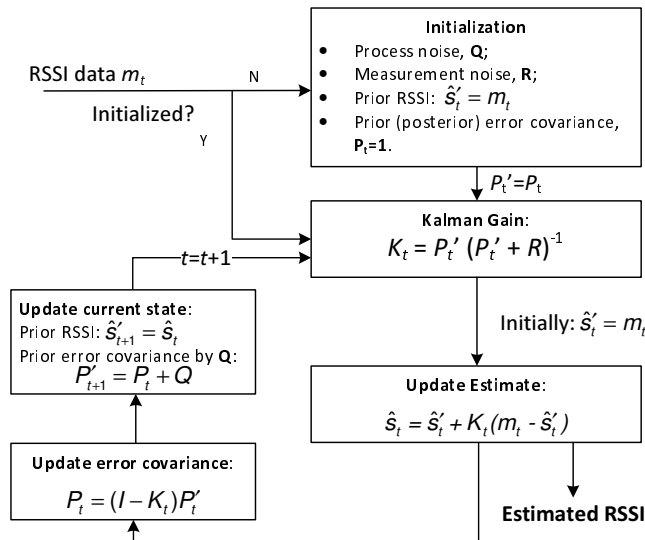 Initialization
• Process noise, Q;
• Measurement noise, R;
• Prior RSSI: ŝ′ₜ = mₜ
• Prior (posterior) error covariance,
Pₜ=1.
RSSI data mₜ
N
Initialized?
Y
Pₜ'=Pₜ
Kalman Gain:
Kₜ = Pₜ' (Pₜ' + R)⁻¹
t=t+1
Update current state:
Prior RSSI: ŝ′ₜ₊₁ = ŝₜ
Prior error covariance by Q:
P′ₜ₊₁ = Pₜ + Q
Initially: ŝ′ₜ = mₜ
Update Estimate:
ŝₜ = ŝ′ₜ + Kₜ(mₜ - ŝ′ₜ)
Update error covariance:
Pₜ = (I – Kₜ)P′ₜ
Estimated RSSI